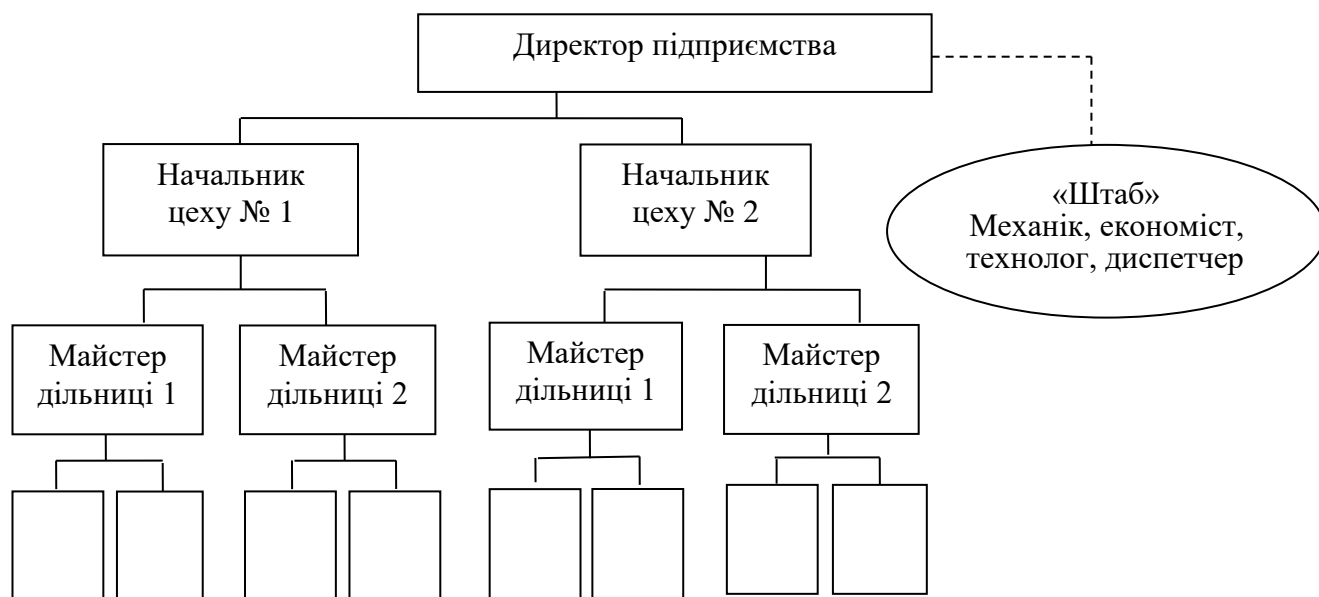 Директор підприємства
Начальник
цеху № 1
Начальник
цеху № 2
«Штаб»
Механік, економіст,
технолог, диспетчер
Майстер
дільниці 1
Майстер
дільниці 2
Майстер
дільниці 1
Майстер
дільниці 2